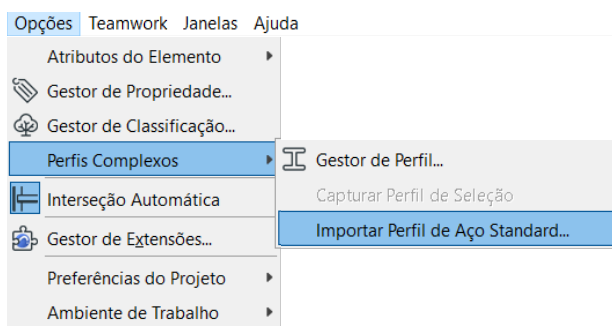 Opções Teamwork Janelas Ajuda
Atributos do Elemento
Gestor de Propriedade...
Gestor de Classificação...
Perfis Complexos
Gestor de Perfil...
Capturar Perfil de Seleção
Importar Perfil de Aço Standard...
Interseção Automática
Gestor de Extensões...
Preferências do Projeto
Ambiente de Trabalho